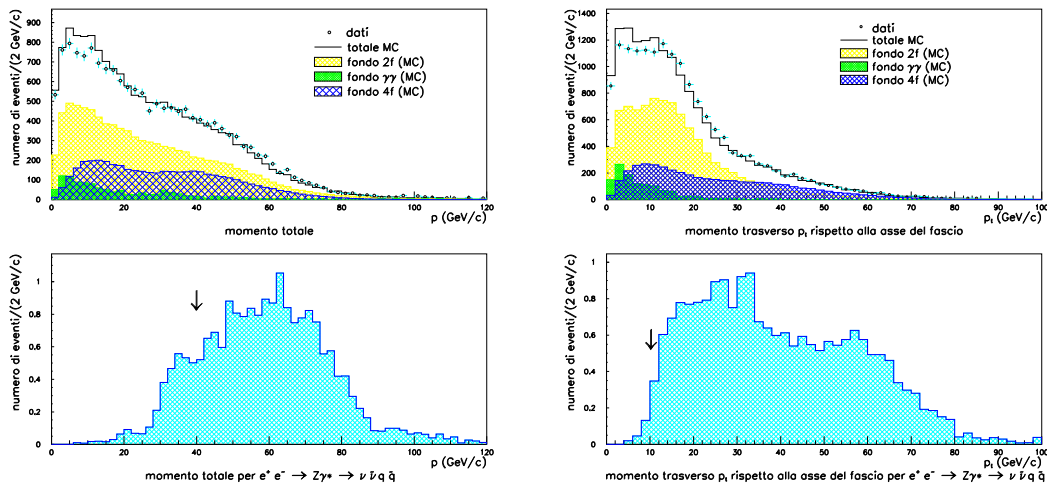 numero di eventi/(2 GeV/c)
900
800
700
600
500
400
300
200
100
0
dati
totale MC
fondo 2f (MC)
fondo γγ (MC)
fondo 4f (MC)
0 20 40 60 80 100 120
p (GeV/c)
momento totale
numero di eventi/(2 GeV/c)
1400
1200
1000
800
600
400
200
0
dati
totale MC
fondo 2f (MC)
fondo γγ (MC)
fondo 4f (MC)
0 10 20 30 40 50 60 70 80 90 100
pt (GeV/c)
momento trasverso pt rispetto alla asse del fascio
numero di eventi/(2 GeV/c)
1
0.8
0.6
0.4
0.2
0
0 20 40 60 80 100 120
p (GeV/c)
momento totale per e+ e- → Zγ* → ν ν̄ q q̄
numero di eventi/(2 GeV/c)
1
0.8
0.6
0.4
0.2
0
0 10 20 30 40 50 60 70 80 90 100
pt (GeV/c)
momento trasverso pt rispetto alla asse del fascio per e+ e- → Zγ* → ν ν̄ q q̄